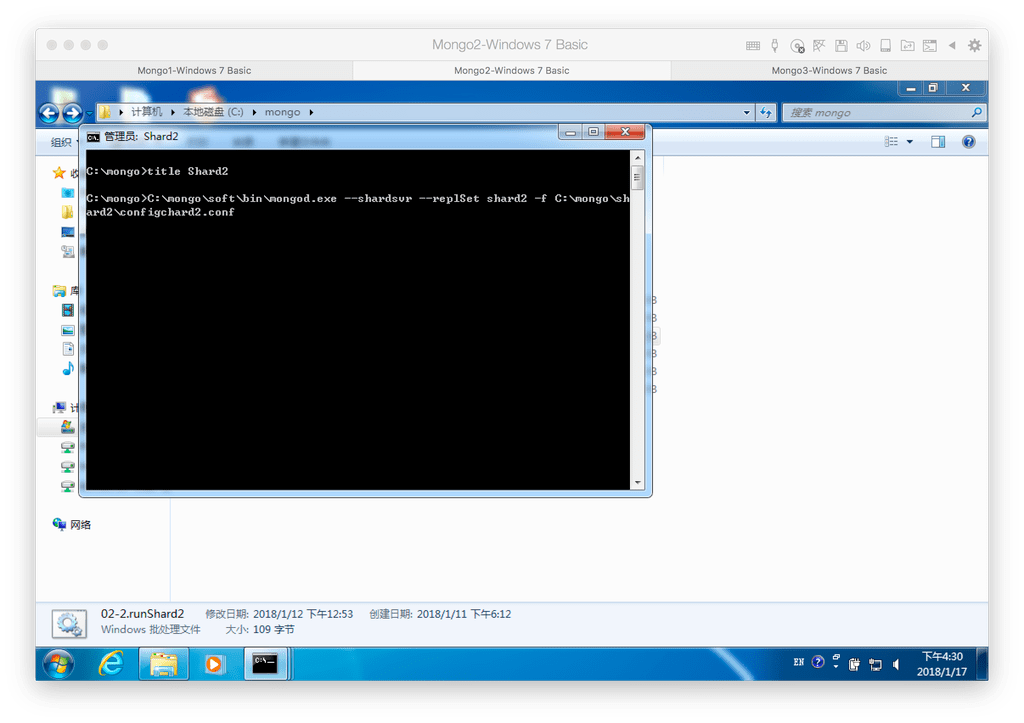 Mongo2-Windows 7 Basic
Mongo1-Windows 7 Basic
Mongo2-Windows 7 Basic
Mongo3-Windows 7 Basic
计算机
本地磁盘 (C:)
mongo
搜索 mongo
组织
管理员: Shard2
C:\mongo>title Shard2
C:\mongo>C:\mongo\soft\bin\mongod.exe --shardsvr --replSet shard2 -f C:\mongo\sh
ard2\configchard2.conf
收
库
计
网络
B
B
B
B
B
B
02-2.runShard2
修改日期: 2018/1/12 下午12:53
创建日期: 2018/1/11 下午6:12
Windows 批处理文件
大小: 109 字节
C:\_
EN
下午4:30
2018/1/17